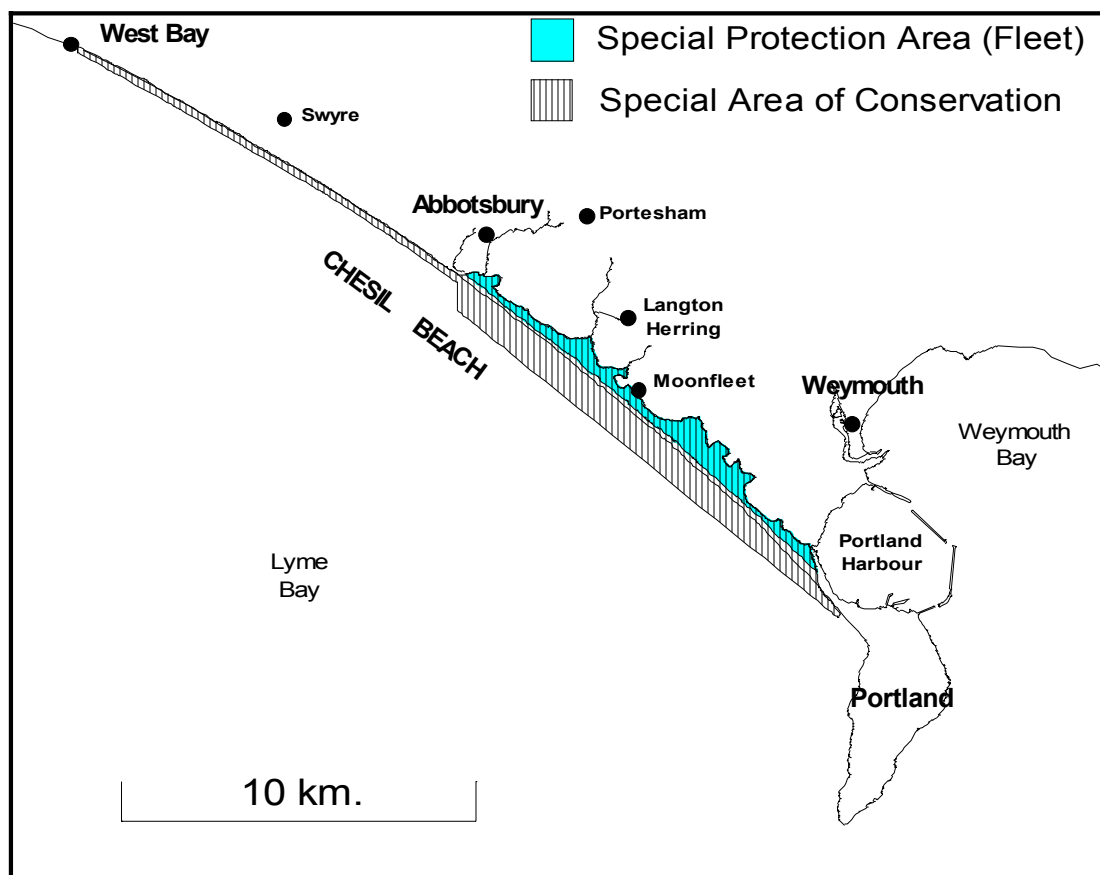 West Bay
Special Protection Area (Fleet)
Special Area of Conservation
Swyre
Abbotsbury
Portesham
CHESIL BEACH
Langton
Herring
Moonfleet
Weymouth
Weymouth
Bay
Portland
Harbour
Lyme
Bay
Portland
10 km.